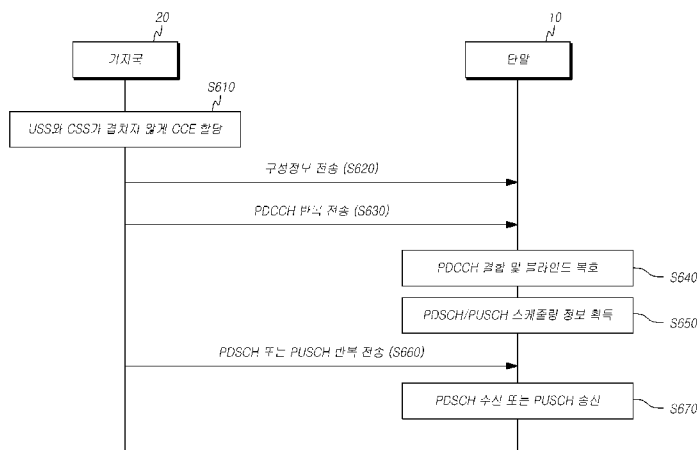 20
10
기지국
단말
S610
USS와 CSS가 겹치지 않게 CCE 할당
구성정보 전송 (S620)
PDCCH 반복 전송 (S630)
PDCCH 결합 및 블라인드 복호
S640
PDSCH/PUSCH 스케줄링 정보 획득
S650
PDSCH 또는 PUSCH 반복 전송 (S660)
PDSCH 수신 또는 PUSCH 송신
S670